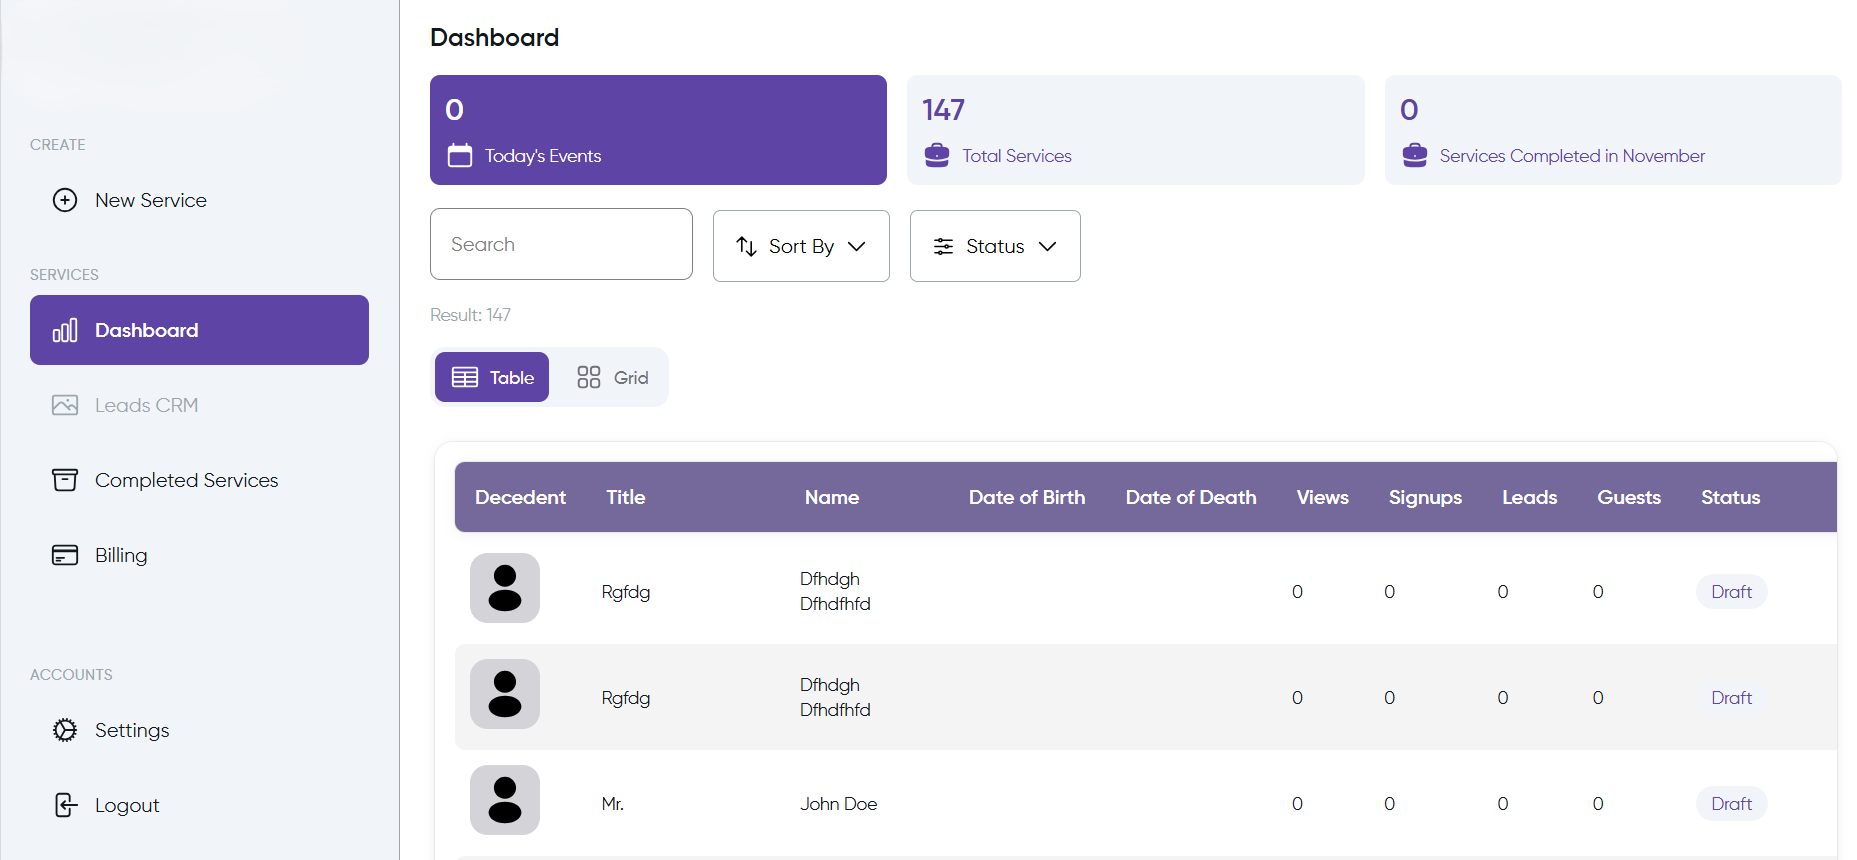 CREATE
New Service
SERVICES
Dashboard
Leads CRM
Completed Services
Billing
ACCOUNTS
Settings
Logout
Dashboard
0
Today's Events
147
Total Services
0
Services Completed in November
Search
Sort By
Status
Result: 147
Table
Grid
Decedent Title Name Date of Birth Date of Death Views Signups Leads Guests Status
Rgfdg Dfhdgh 0 0 0 0 Draft
Dfhdfhfd
Rgfdg Dfhdgh 0 0 0 0 Draft
Dfhdfhfd
Mr. John Doe 0 0 0 0 Draft